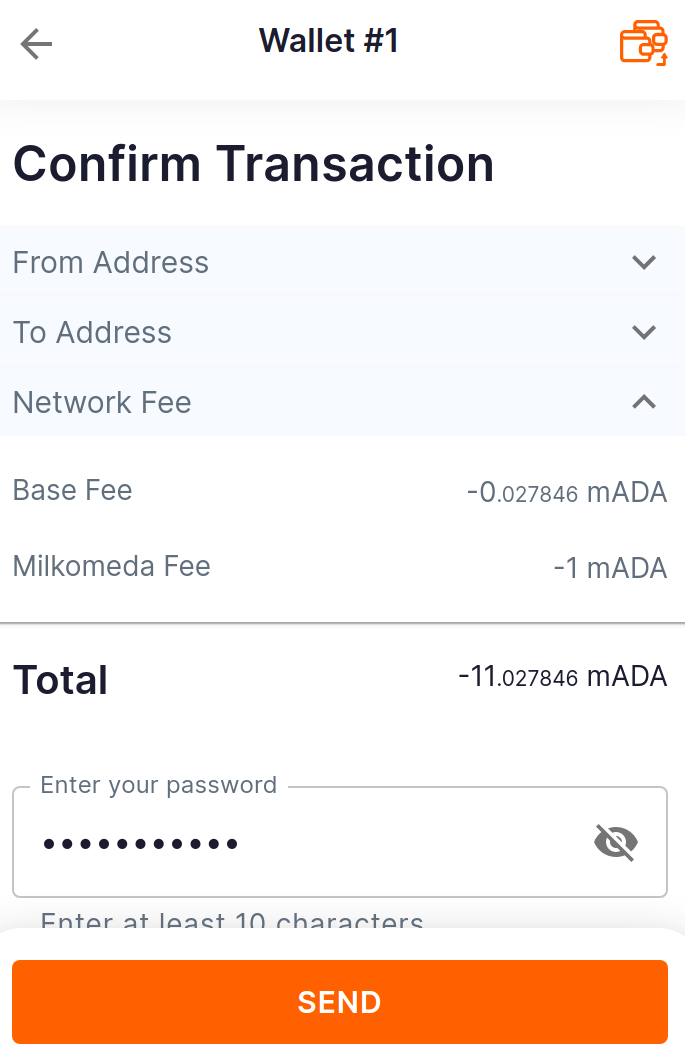 Wallet #1
Confirm Transaction
From Address
To Address
Network Fee
Base Fee -0.027846 mADA
Milkomeda Fee -1 mADA
Total -11.027846 mADA
Enter your password
•••••••••••
Enter at least 10 characters
SEND